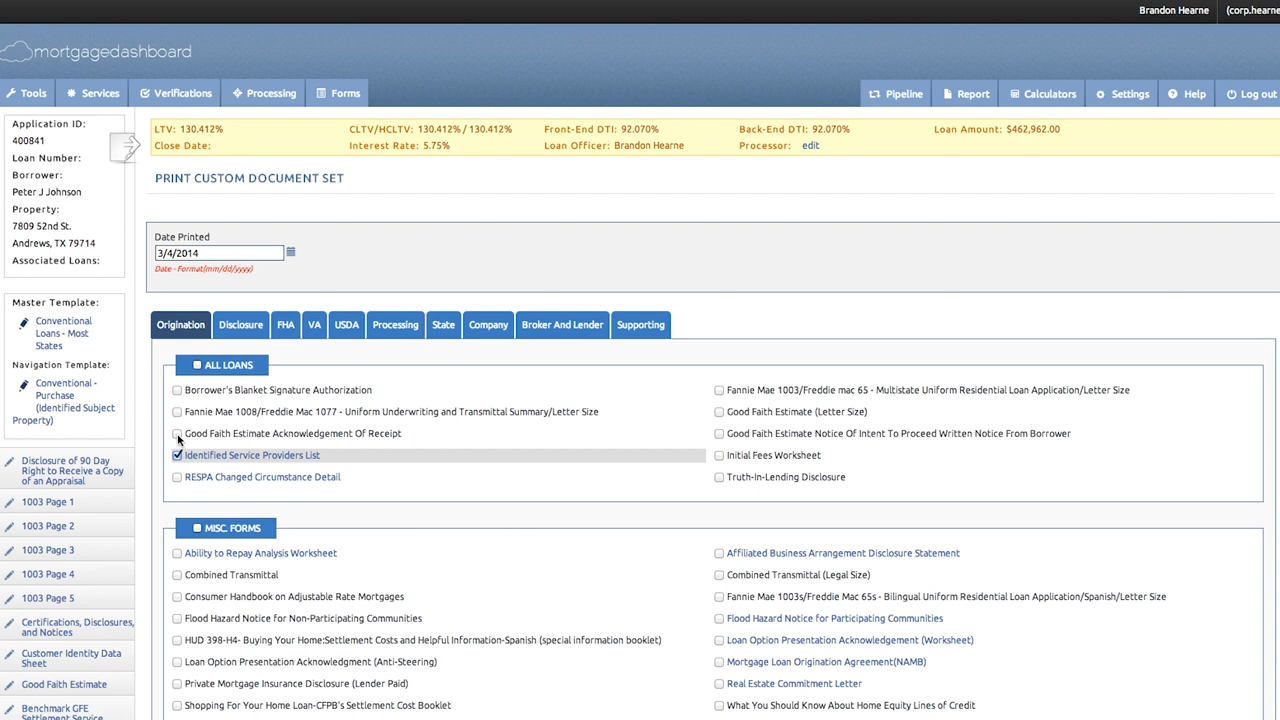 Brandon Hearne
(corp.hearne
mortgagedashboard
Tools
Services
Verifications
Processing
Forms
Pipeline
Report
Calculators
Settings
Help
Log out
Application ID:
400841
Loan Number:
Borrower:
Peter J Johnson
Property:
7809 52nd St.
Andrews, TX 79714
Associated Loans:
LTV: 130.412%
CLTV/HCLTV: 130.412% / 130.412%
Front-End DTI: 92.070%
Back-End DTI: 92.070%
Loan Amount: $462,962.00
Close Date:
Interest Rate: 5.75%
Loan Officer: Brandon Hearne
Processor: edit
PRINT CUSTOM DOCUMENT SET
Date Printed
3/4/2014
Date - Format(mm/dd/yyyy)
Master Template:
Conventional
Loans - Most
States
Navigation Template:
Conventional -
Purchase
(Identified Subject
Property)
Disclosure of 90 Day
Right to Receive a Copy
of an Appraisal
1003 Page 1
1003 Page 2
1003 Page 3
1003 Page 4
1003 Page 5
Certifications, Disclosures,
and Notices
Customer Identity Data
Sheet
Good Faith Estimate
Benchmark GFE
Settlement Service
Origination
Disclosure
FHA
VA
USDA
Processing
State
Company
Broker And Lender
Supporting
ALL LOANS
Borrower's Blanket Signature Authorization
Fannie Mae 1003/Freddie mac 65 - Multistate Uniform Residential Loan Application/Letter Size
Fannie Mae 1008/Freddie Mac 1077 - Uniform Underwriting and Transmittal Summary/Letter Size
Good Faith Estimate (Letter Size)
Good Faith Estimate Acknowledgement Of Receipt
Good Faith Estimate Notice Of Intent To Proceed Written Notice From Borrower
Identified Service Providers List
Initial Fees Worksheet
RESPA Changed Circumstance Detail
Truth-In-Lending Disclosure
MISC. FORMS
Ability to Repay Analysis Worksheet
Affiliated Business Arrangement Disclosure Statement
Combined Transmittal
Combined Transmittal (Legal Size)
Consumer Handbook on Adjustable Rate Mortgages
Fannie Mae 1003s/Freddie Mac 65s - Bilingual Uniform Residential Loan Application/Spanish/Letter Size
Flood Hazard Notice for Non-Participating Communities
Flood Hazard Notice for Participating Communities
HUD 398-H4- Buying Your Home:Settlement Costs and Helpful Information-Spanish (special information booklet)
Loan Option Presentation Acknowledgement (Worksheet)
Loan Option Presentation Acknowledgment (Anti-Steering)
Mortgage Loan Origination Agreement(NAMB)
Private Mortgage Insurance Disclosure (Lender Paid)
Real Estate Commitment Letter
Shopping For Your Home Loan-CFPB's Settlement Cost Booklet
What You Should Know About Home Equity Lines of Credit